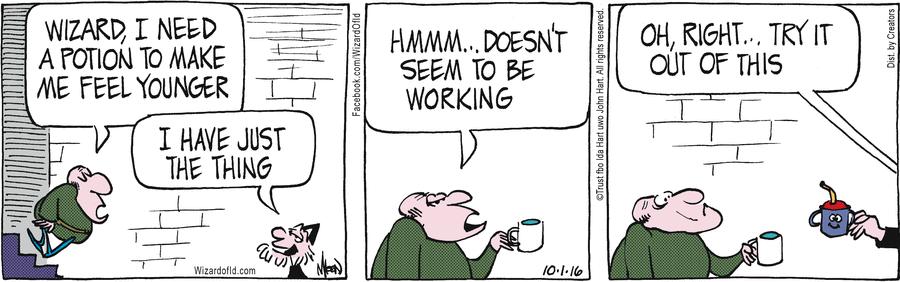 WIZARD, I NEED
A POTION TO MAKE
ME FEEL YOUNGER
I HAVE JUST
THE THING
Wizardofid.com
Facebook.com/WizardOfId
HMMM... DOESN'T
SEEM TO BE
WORKING
10.1.16
©Trust fbo Ida Hart uwo John Hart. All rights reserved.
OH, RIGHT... TRY IT
OUT OF THIS
Dist. by Creators